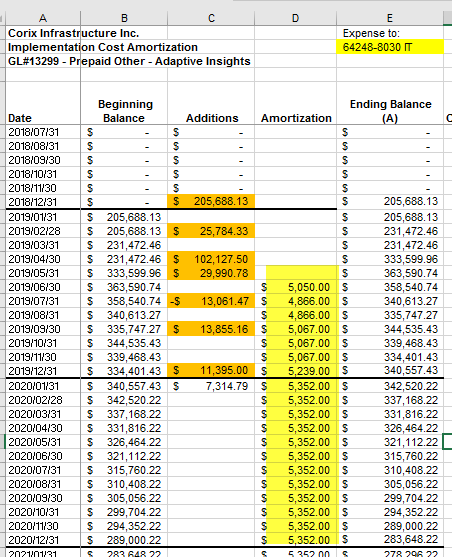 A B C D E
Corix Infrastructure Inc. Expense to:
Implementation Cost Amortization 64248-8030 IT
GL#13299 - Prepaid Other - Adaptive Insights
Beginning Ending Balance
Date Balance Additions Amortization (A)
2018/07/31 $ - $ - $ -
2018/08/31 $ - $ - $ -
2018/09/30 $ - $ - $ -
2018/10/31 $ - $ - $ -
2018/11/30 $ - $ - $ -
2018/12/31 $ - $ 205,688.13 $ 205,688.13
2019/01/31 $ 205,688.13 $ 205,688.13
2019/02/28 $ 205,688.13 $ 25,784.33 $ 231,472.46
2019/03/31 $ 231,472.46 $ 231,472.46
2019/04/30 $ 231,472.46 $ 102,127.50 $ 333,599.96
2019/05/31 $ 333,599.96 $ 29,990.78 $ 363,590.74
2019/06/30 $ 363,590.74 $ 5,050.00 $ 358,540.74
2019/07/31 $ 358,540.74 -$ 13,061.47 $ 4,866.00 $ 340,613.27
2019/08/31 $ 340,613.27 $ 4,866.00 $ 335,747.27
2019/09/30 $ 335,747.27 $ 13,855.16 $ 5,067.00 $ 344,535.43
2019/10/31 $ 344,535.43 $ 5,067.00 $ 339,468.43
2019/11/30 $ 339,468.43 $ 5,067.00 $ 334,401.43
2019/12/31 $ 334,401.43 $ 11,395.00 $ 5,239.00 $ 340,557.43
2020/01/31 $ 340,557.43 $ 7,314.79 $ 5,352.00 $ 342,520.22
2020/02/28 $ 342,520.22 $ 5,352.00 $ 337,168.22
2020/03/31 $ 337,168.22 $ 5,352.00 $ 331,816.22
2020/04/30 $ 331,816.22 $ 5,352.00 $ 326,464.22
2020/05/31 $ 326,464.22 $ 5,352.00 $ 321,112.22
2020/06/30 $ 321,112.22 $ 5,352.00 $ 315,760.22
2020/07/31 $ 315,760.22 $ 5,352.00 $ 310,408.22
2020/08/31 $ 310,408.22 $ 5,352.00 $ 305,056.22
2020/09/30 $ 305,056.22 $ 5,352.00 $ 299,704.22
2020/10/31 $ 299,704.22 $ 5,352.00 $ 294,352.22
2020/11/30 $ 294,352.22 $ 5,352.00 $ 289,000.22
2020/12/31 $ 289,000.22 $ 5,352.00 $ 283,648.22
2021/01/31 $ 283,648.22 $ 5,352.00 $ 278,296.22